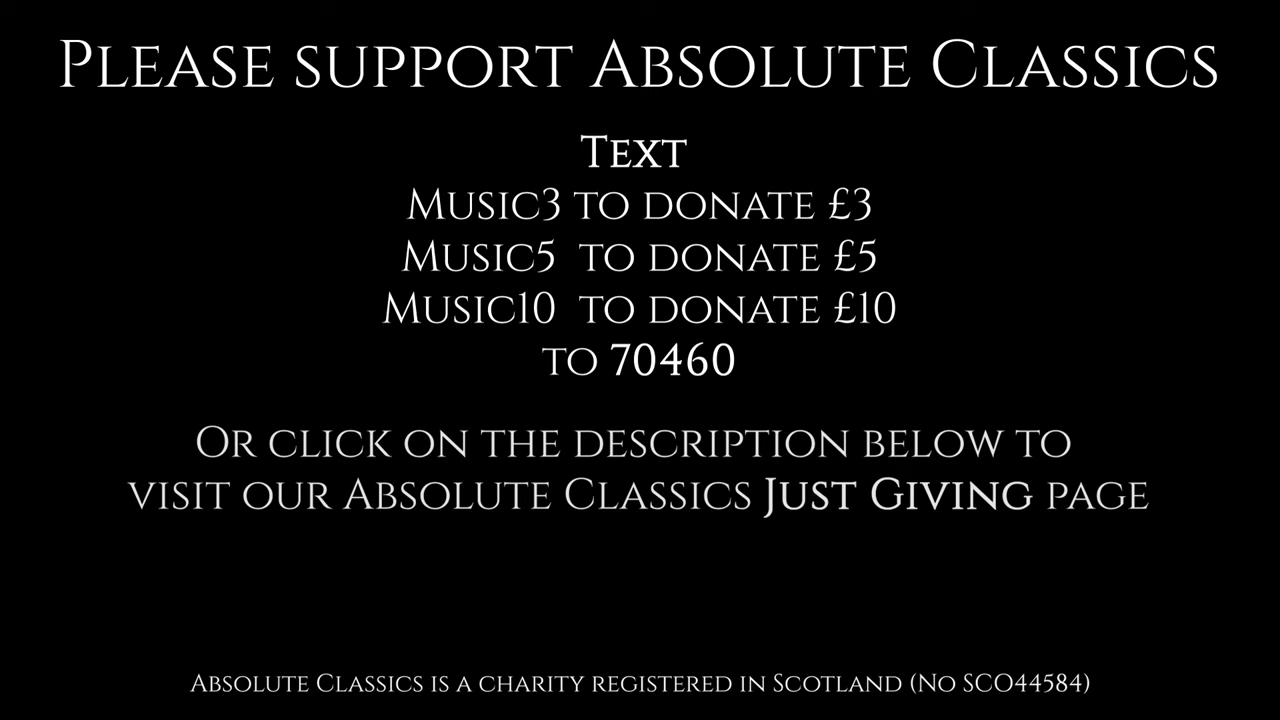 Please support Absolute Classics
Text
Music3 to donate £3
Music5 to donate £5
Music10 to donate £10
to 70460
Or click on the description below to
visit our Absolute Classics Just Giving page
Absolute Classics is a charity registered in Scotland (No SCO44584)